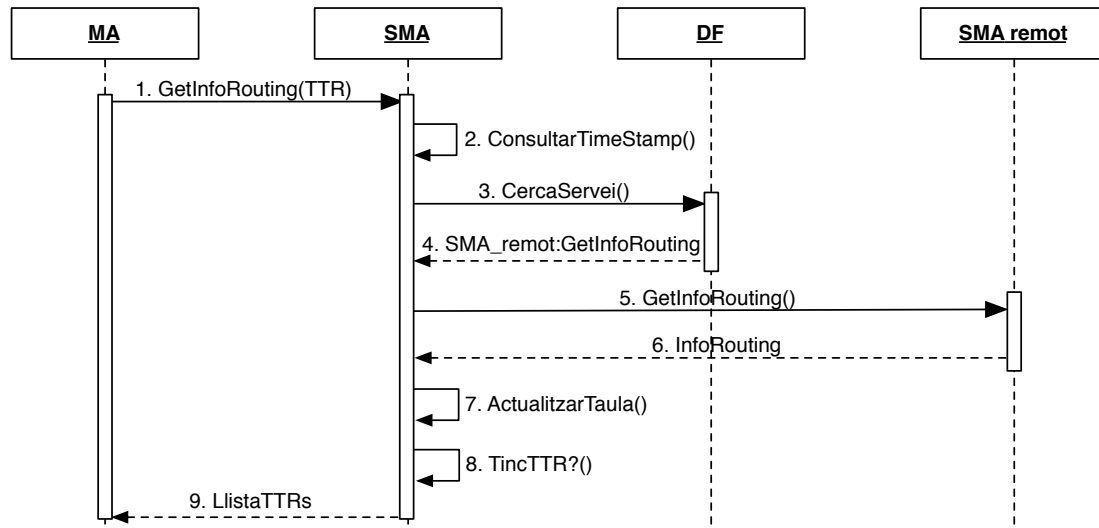 MA
SMA
DF
SMA remot
1. GetInfoRouting(TTR)
2. ConsultarTimeStamp()
3. CercaServei()
4. SMA_remot:GetInfoRouting
5. GetInfoRouting()
6. InfoRouting
7. ActualitzarTaula()
8. TincTTR?()
9. LlistaTTRs